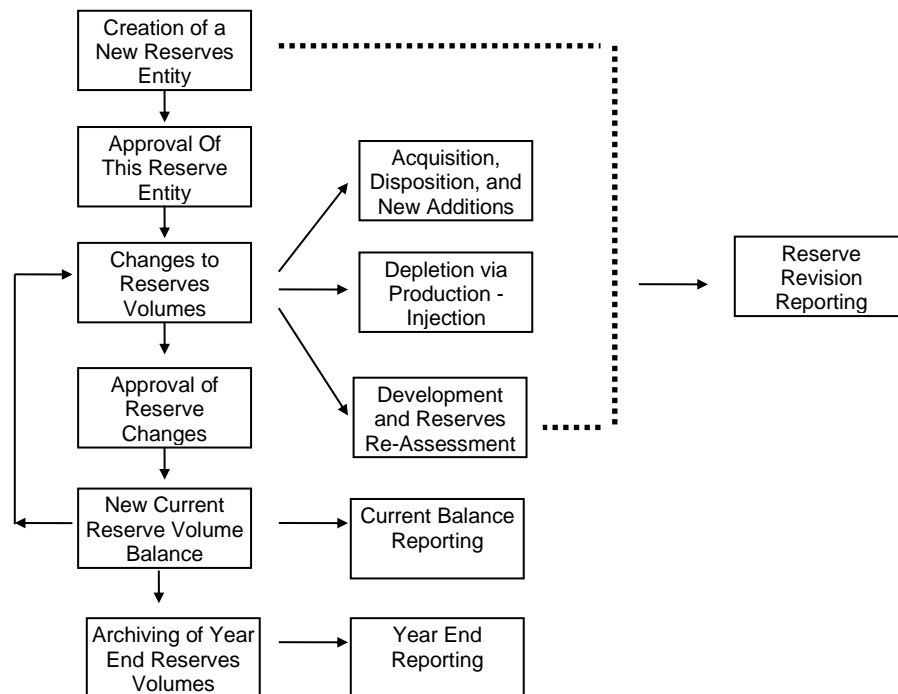 Creation of a
New Reserves
Entity
Approval Of
This Reserve
Entity
Acquisition,
Disposition, and
New Additions
Changes to
Reserves
Volumes
Depletion via
Production -
Injection
Reserve
Revision
Reporting
Approval of
Reserve
Changes
Development
and Reserves
Re-Assessment
New Current
Reserve Volume
Balance
Current Balance
Reporting
Archiving of Year
End Reserves
Volumes
Year End
Reporting